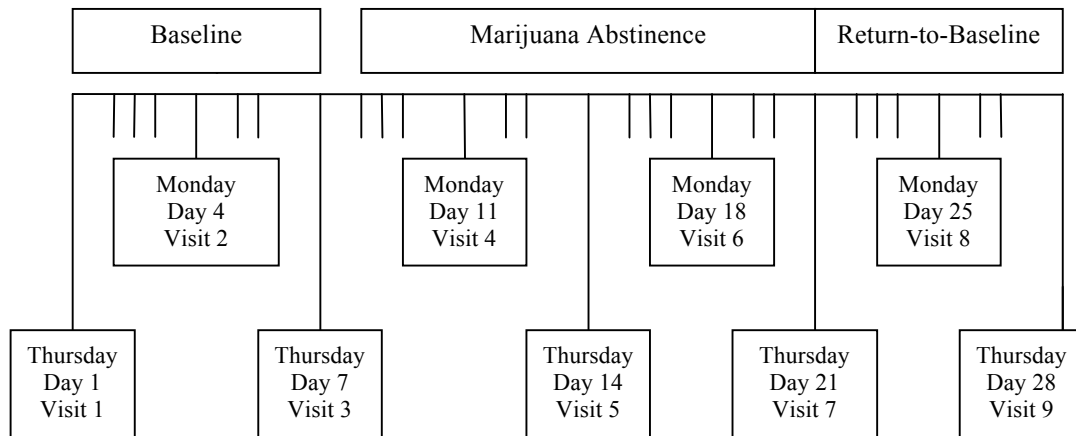 Baseline
Marijuana Abstinence
Return-to-Baseline
Monday
Day 4
Visit 2
Monday
Day 11
Visit 4
Monday
Day 18
Visit 6
Monday
Day 25
Visit 8
Thursday
Day 1
Visit 1
Thursday
Day 7
Visit 3
Thursday
Day 14
Visit 5
Thursday
Day 21
Visit 7
Thursday
Day 28
Visit 9